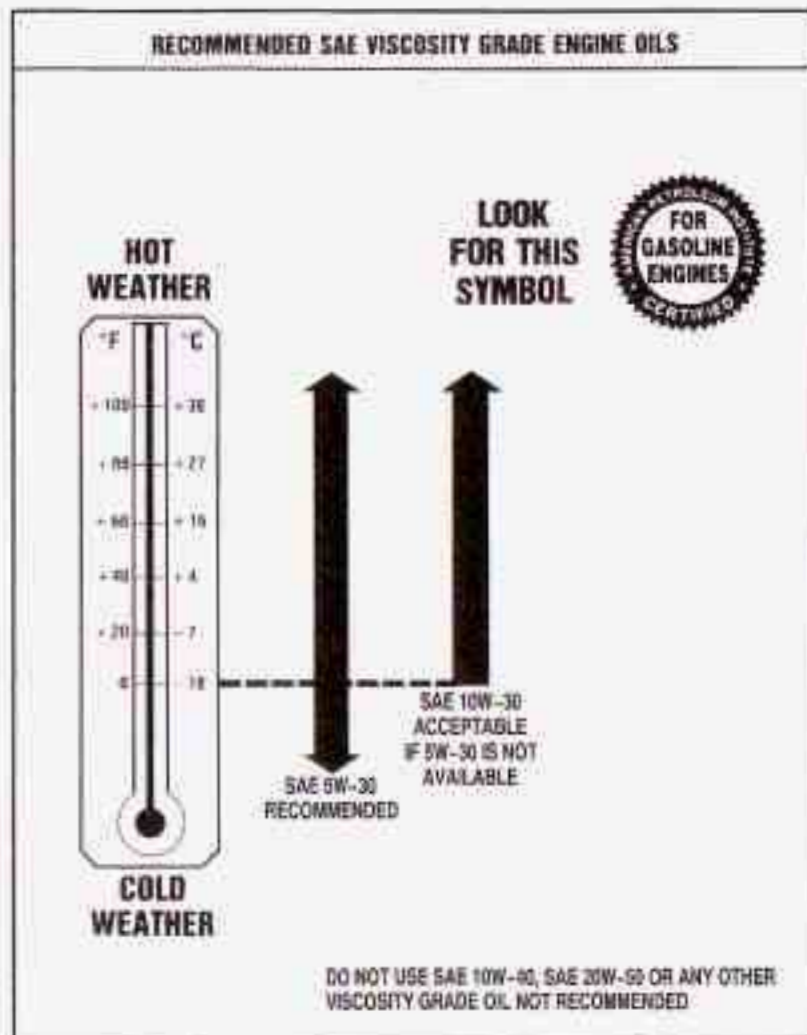 RECOMMENDED SAE VISCOSITY GRADE ENGINE OILS
LOOK
FOR THIS
SYMBOL
AMERICAN PETROLEUM INSTITUTE
FOR
GASOLINE
ENGINES
CERTIFIED
HOT
WEATHER
°F °C
+ 100 + 38
+ 27
+ 60 + 16
+ 40 + 4
+ 20 - 7
0 - 18
SAE 10W-30
ACCEPTABLE
IF 5W-30 IS NOT
AVAILABLE
SAE 5W-30
RECOMMENDED
COLD
WEATHER
DO NOT USE SAE 10W-40, SAE 20W-50 OR ANY OTHER
VISCOSITY GRADE OIL NOT RECOMMENDED